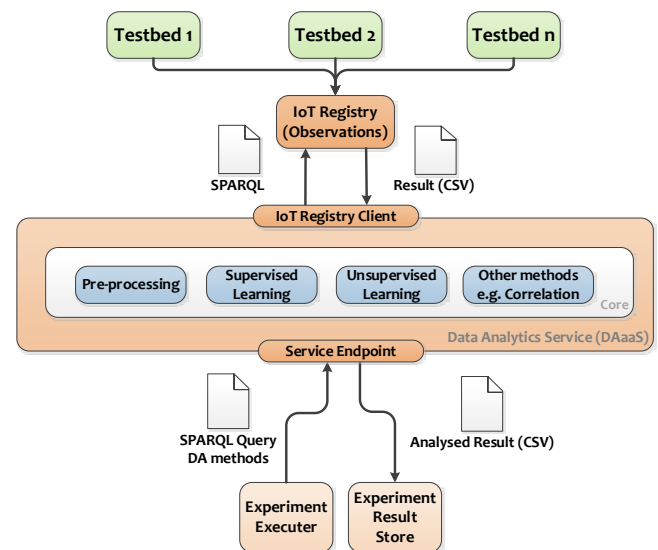 Testbed 1
Testbed 2
Testbed n
IoT Registry
(Observations)
SPARQL
Result (CSV)
IoT Registry Client
Pre-processing
Supervised
Learning
Unsupervised
Learning
Other methods
e.g. Correlation
Core
Data Analytics Service (DAaaS)
Service Endpoint
SPARQL Query
DA methods
Analysed Result (CSV)
Experiment
Executer
Experiment
Result
Store